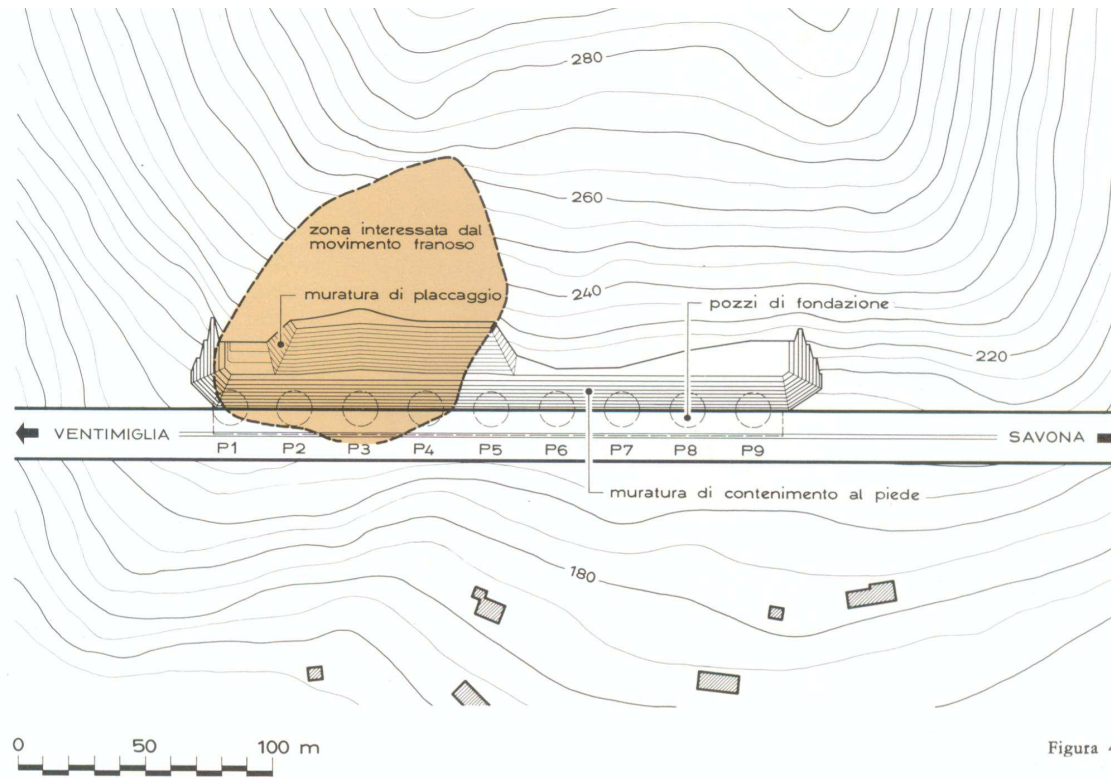 280
260
zona interessata dal
movimento franoso
240
muratura di placcaggio
pozzi di fondazione
220
VENTIMIGLIA
SAVONA
P1 P2 P3 P4 P5 P6 P7 P8 P9
muratura di contenimento al piede
180
0 50 100 m
Figura 4